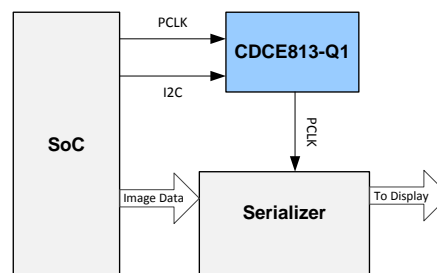 PCLK
CDCE813-Q1
I2C
PCLK
SoC
Image Data
Serializer
To Display